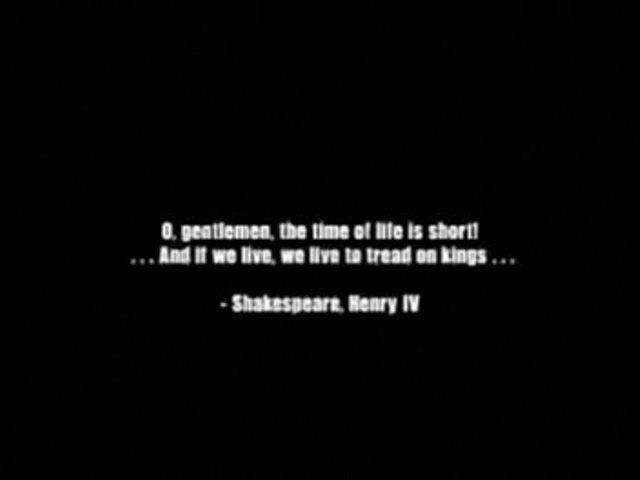 O, gentlemen, the time of life is short!
. . . And if we live, we live to tread on kings . . .
- Shakespeare, Henry IV